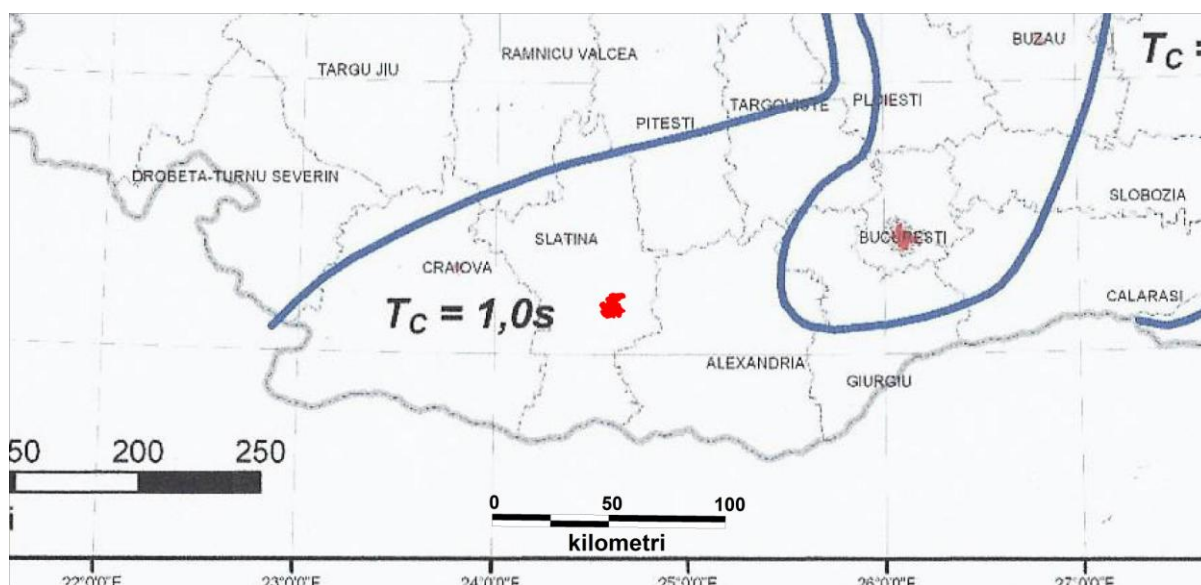 BUZAU
T_C =
RAMNICU VALCEA
TARGU JIU
TARGOVISTE
PLOIESTI
PITESTI
DROBETA-TURNU SEVERIN
SLOBOZIA
SLATINA
BUCURESTI
CRAIOVA
CALARASI
T_C = 1,0s
ALEXANDRIA
GIURGIU
50 200 250
0 50 100
i
kilometri
22°0'0"E 23°0'0"E 24°0'0"E 25°0'0"E 26°0'0"E 27°0'0"E